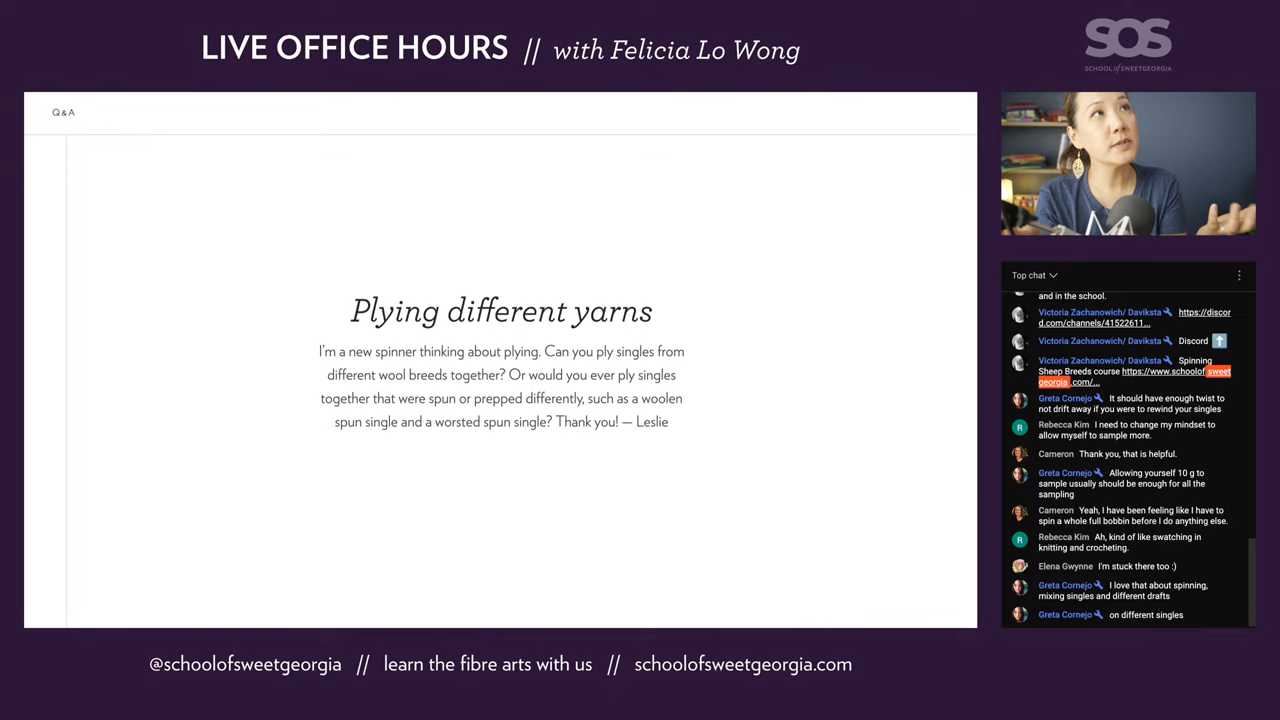 LIVE OFFICE HOURS // with Felicia Lo Wong
SOS
SCHOOL of SWEETGEORGIA
Q & A
Plying different yarns
I'm a new spinner thinking about plying. Can you ply singles from
different wool breeds together? Or would you ever ply singles
together that were spun or prepped differently, such as a woolen
spun single and a worsted spun single? Thank you! — Leslie
Top chat
and in the school.
Victoria Zachanowich/ Daviksta https://discor
d.com/channels/41522611...
Victoria Zachanowich/ Daviksta Discord
Victoria Zachanowich/ Daviksta Spinning
Sheep Breeds course https://www.schoolof sweet
georgia .com/...
Greta Cornejo It should have enough twist to
not drift away if you were to rewind your singles
R Rebecca Kim I need to change my mindset to
allow myself to sample more.
Cameron Thank you, that is helpful.
Greta Cornejo Allowing yourself 10 g to
sample usually should be enough for all the
sampling
Cameron Yeah, I have been feeling like I have to
spin a whole full bobbin before I do anything else.
R Rebecca Kim Ah, kind of like swatching in
knitting and crocheting.
Elena Gwynne I'm stuck there too :)
Greta Cornejo I love that about spinning,
mixing singles and different drafts
Greta Cornejo on different singles
@schoolofsweetgeorgia // learn the fibre arts with us // schoolofsweetgeorgia.com